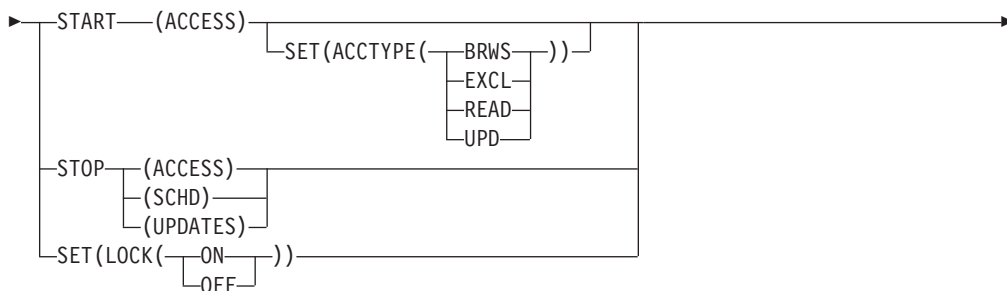 START (ACCESS)
SET(ACCTYPE( BRWS ))
EXCL
READ
UPD
STOP (ACCESS)
(SCHD)
(UPDATES)
SET(LOCK( ON ))
OFF